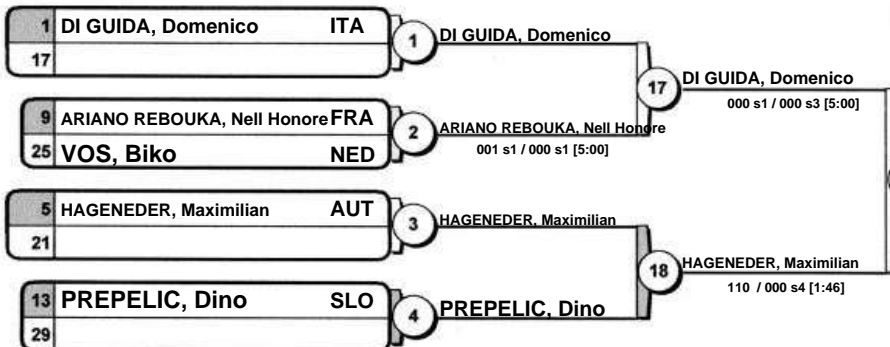 1 DI GUIDA, Domenico ITA
17
1
DI GUIDA, Domenico
17
DI GUIDA, Domenico
000 s1 / 000 s3 [5:00]
9 ARIANO REBOUKA, Nell Honore FRA
25 VOS, Biko NED
2
ARIANO REBOUKA, Nell Honore
001 s1 / 000 s1 [5:00]
5 HAGENEDER, Maximilian AUT
21
3
HAGENEDER, Maximilian
18
HAGENEDER, Maximilian
110 / 000 s4 [1:46]
13 PREPELIC, Dino SLO
29
4
PREPELIC, Dino